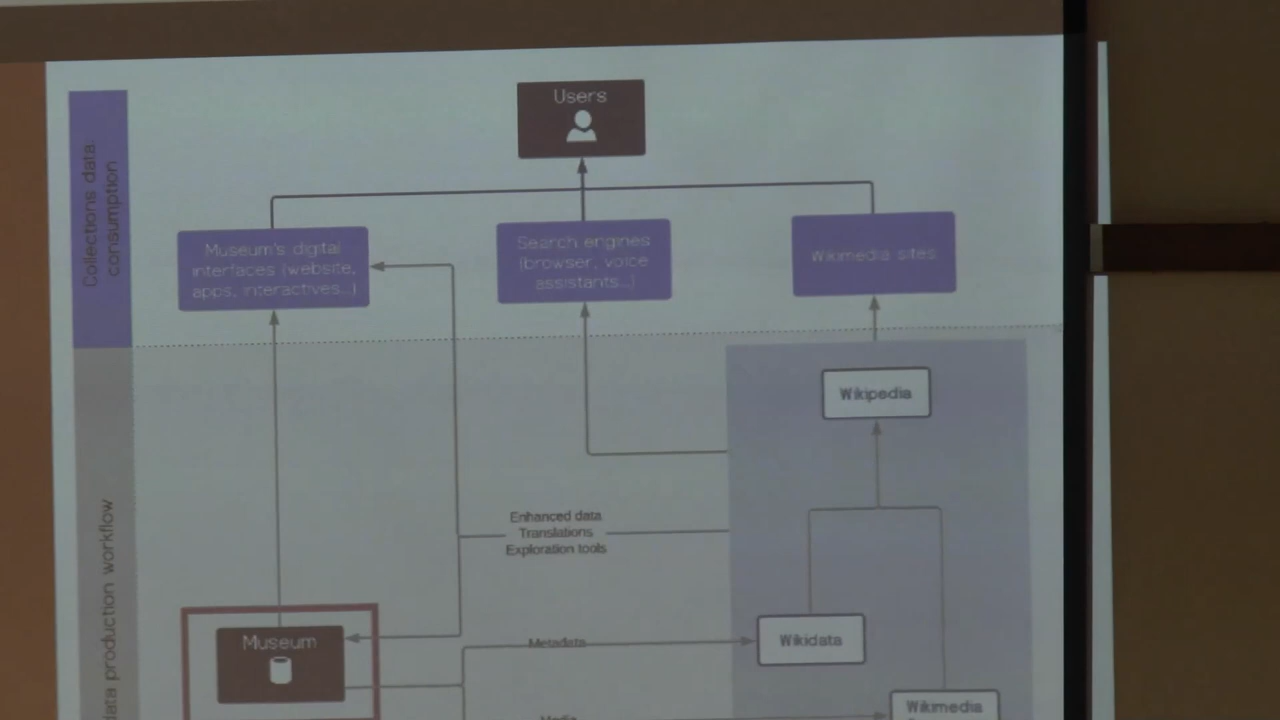 Users
Collections data
consumption
Museum's digital
interfaces (website,
apps, interactives...)
Search engines
(browser, voice
assistants...)
Wikimedia sites
Wikipedia
Enhanced data
Translations
Exploration tools
data production workflow
Museum
Metadata
Wikidata
Media
Wikimedia